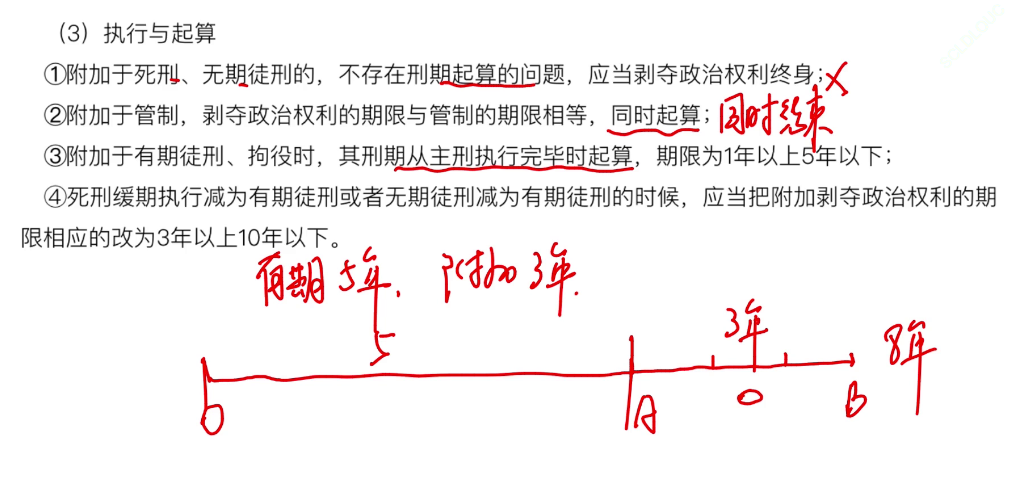 （3）执行与起算
①附加于死刑、无期徒刑的，不存在刑期起算的问题，应当剥夺政治权利终身；
②附加于管制，剥夺政治权利的期限与管制的期限相等，同时起算；同时结束
③附加于有期徒刑、拘役时，其刑期从主刑执行完毕时起算，期限为1年以上5年以下；
④死刑缓期执行减为有期徒刑或者无期徒刑减为有期徒刑的时候，应当把附加剥夺政治权利的期
限相应的改为3年以上10年以下。
有期5年，附加3年.
5 3年 8年
0 A 0 B